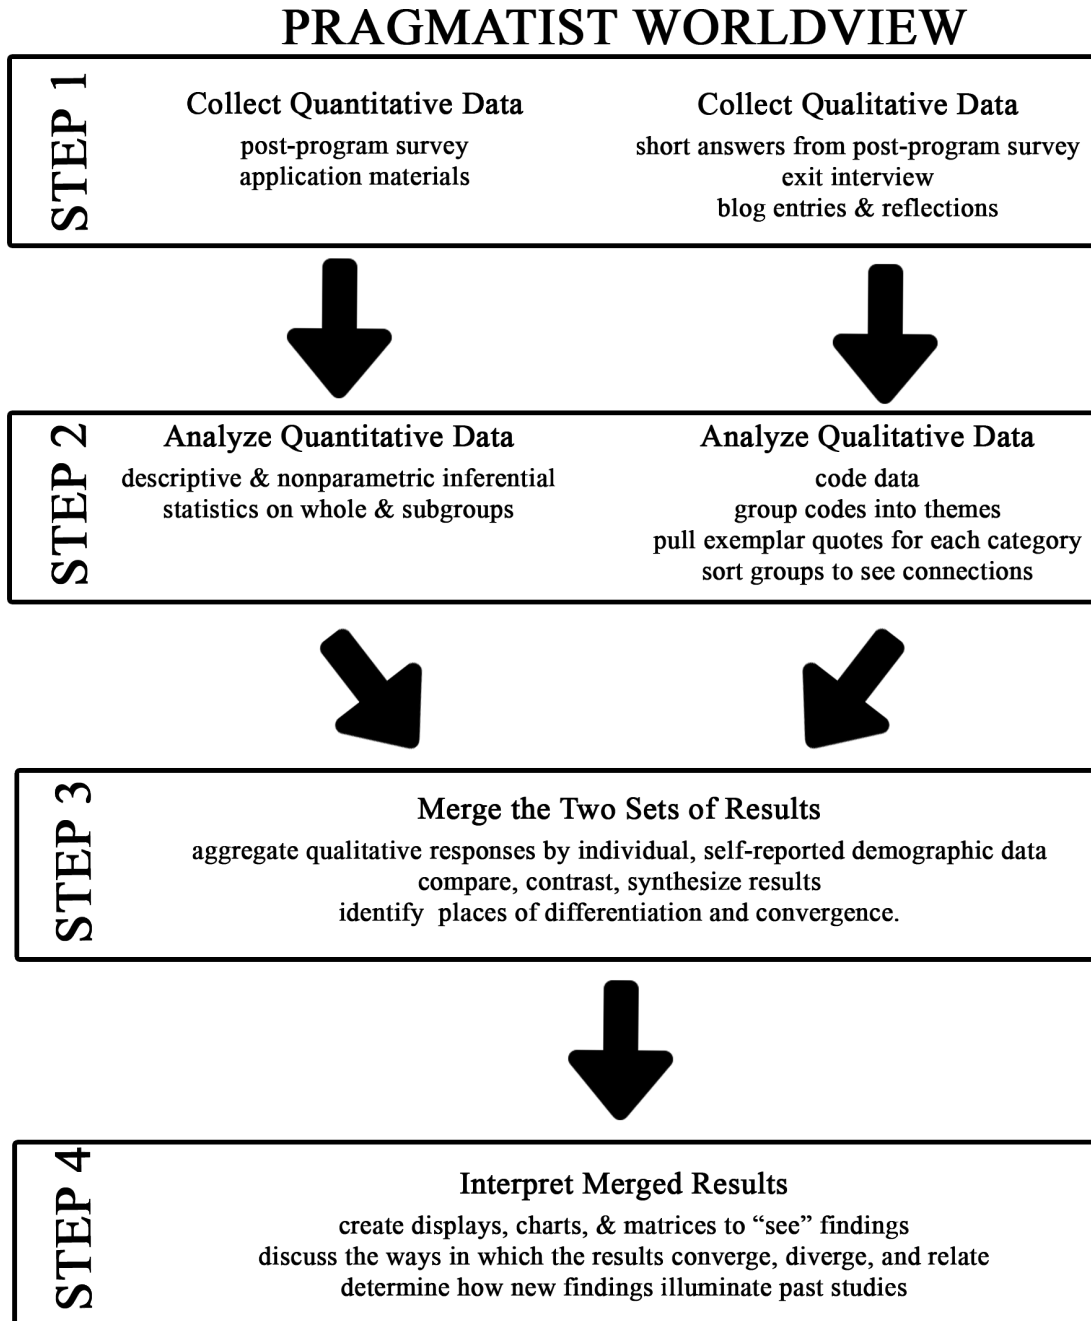 PRAGMATIST WORLDVIEW
STEP 1
Collect Quantitative Data
post-program survey
application materials
Collect Qualitative Data
short answers from post-program survey
exit interview
blog entries & reflections
STEP 2
Analyze Quantitative Data
descriptive & nonparametric inferential
statistics on whole & subgroups
Analyze Qualitative Data
code data
group codes into themes
pull exemplar quotes for each category
sort groups to see connections
STEP 3
Merge the Two Sets of Results
aggregate qualitative responses by individual, self-reported demographic data
compare, contrast, synthesize results
identify  places of differentiation and convergence.
STEP 4
Interpret Merged Results
create displays, charts, & matrices to “see” findings
discuss the ways in which the results converge, diverge, and relate
determine how new findings illuminate past studies